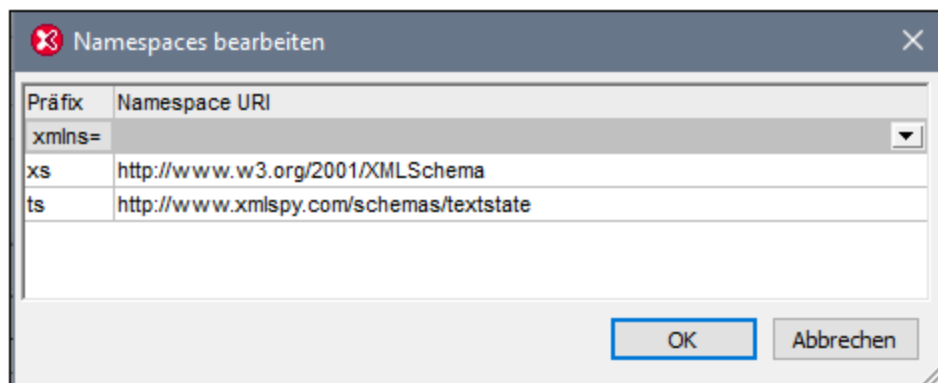 Namespaces bearbeiten
Präfix Namespace URI
xmlns=
xs http://www.w3.org/2001/XMLSchema
ts http://www.xmlspy.com/schemas/textstate
OK Abbrechen